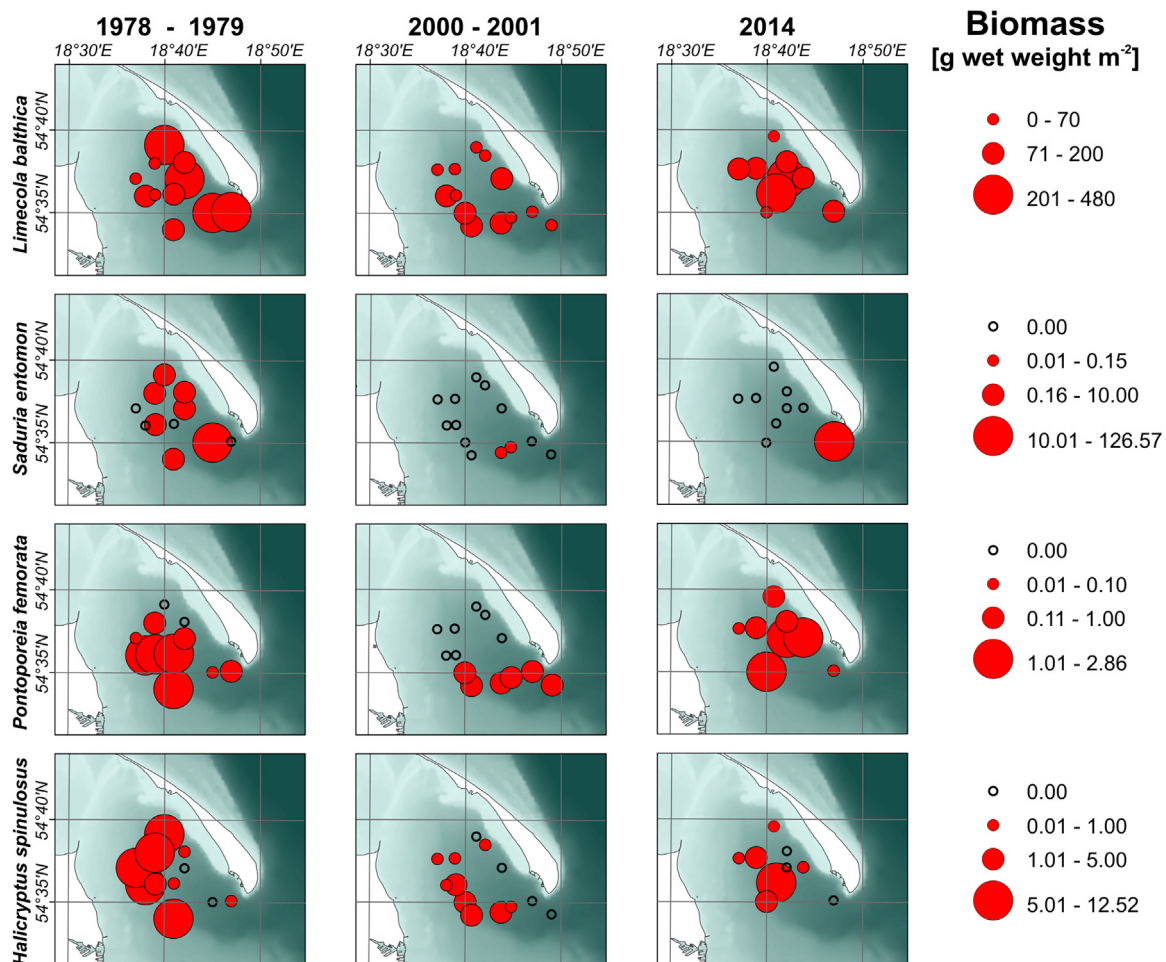 1978 - 1979
2000 - 2001
2014
Biomass
[g wet weight m-2]
18°30'E
18°40'E
18°50'E
18°30'E
18°40'E
18°50'E
18°30'E
18°40'E
18°50'E
Limecola balthica
54°40'N
54°35'N
0 - 70
71 - 200
201 - 480
Saduria entomon
54°40'N
54°35'N
0.00
0.01 - 0.15
0.16 - 10.00
10.01 - 126.57
Pontoporeia femorata
54°40'N
54°35'N
0.00
0.01 - 0.10
0.11 - 1.00
1.01 - 2.86
Halicryptus spinulosus
54°40'N
54°35'N
0.00
0.01 - 1.00
1.01 - 5.00
5.01 - 12.52